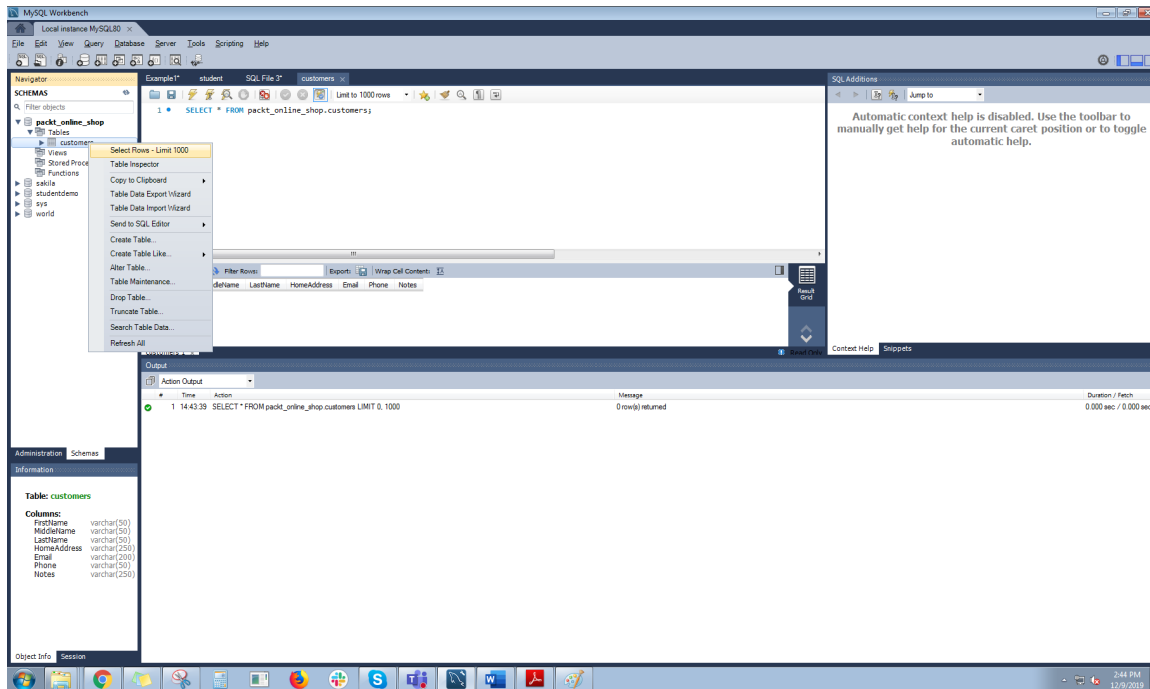 MySQL Workbench
Local instance MySQL80 ×
File Edit View Query Database Server Tools Scripting Help
Navigator
SCHEMAS
Filter objects
packt_online_shop
Tables
customers
Views
Stored Proce
Functions
sakila
studentdemo
sys
world
Select Rows - Limit 1000
Table Inspector
Copy to Clipboard
Table Data Export Wizard
Table Data Import Wizard
Send to SQL Editor
Create Table...
Create Table Like...
Alter Table...
Table Maintenance...
Drop Table...
Truncate Table...
Search Table Data...
Refresh All
Example1* student SQL File 3* customers ×
Limit to 1000 rows
1 SELECT * FROM packt_online_shop.customers;
Filter Rows: Export: Wrap Cell Content:
dleName LastName HomeAddress Email Phone Notes
Result
Grid
customers 1 × Read Only
SQL Additions
Jump to
Automatic context help is disabled. Use the toolbar to
manually get help for the current caret position or to toggle
automatic help.
Context Help Snippets
Output
Action Output
# Time Action Message Duration / Fetch
1 14:43:39 SELECT * FROM packt_online_shop.customers LIMIT 0, 1000 0 row(s) returned 0.000 sec / 0.000 sec
Administration Schemas
Information
Table: customers
Columns:
FirstName varchar(50)
MiddleName varchar(50)
LastName varchar(50)
HomeAddress varchar(250)
Email varchar(200)
Phone varchar(50)
Notes varchar(250)
Object Info Session
2:44 PM
12/9/2019